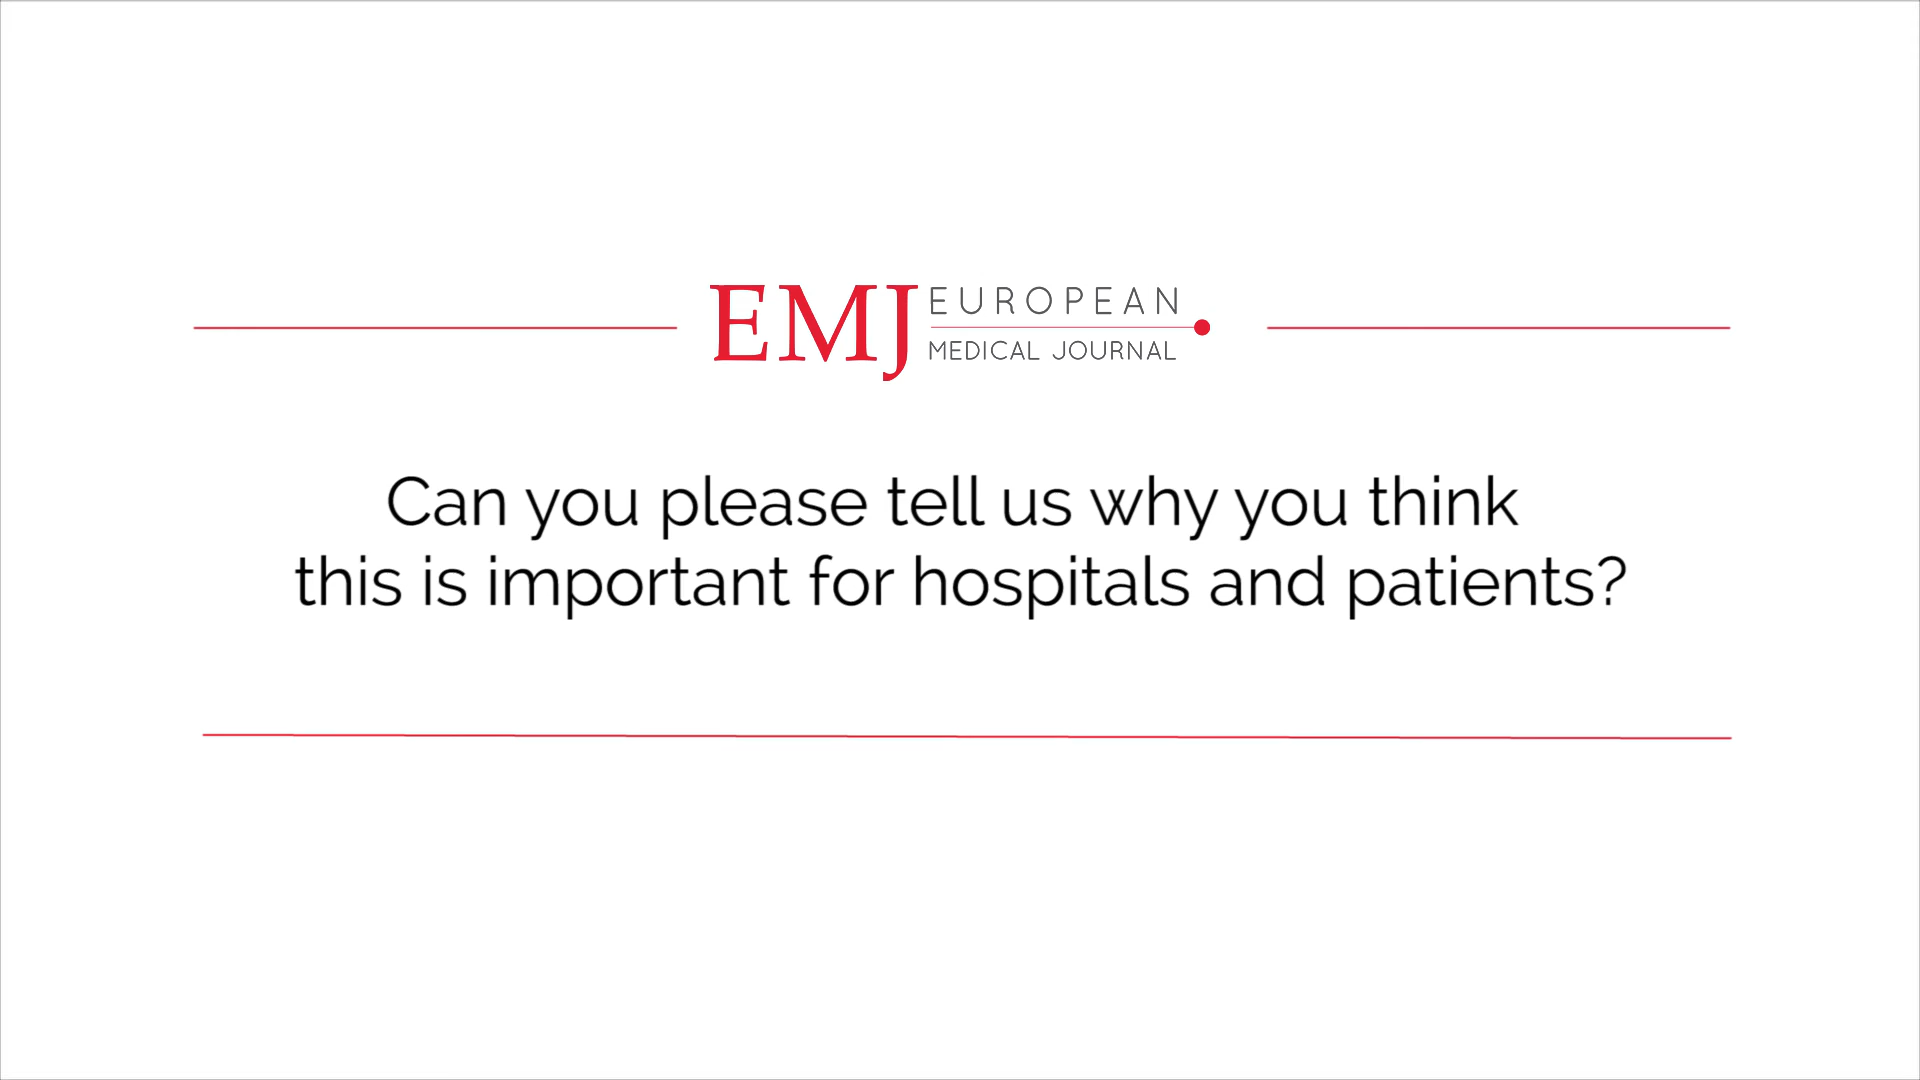 EMJ EUROPEAN
MEDICAL JOURNAL
Can you please tell us why you think
this is important for hospitals and patients?